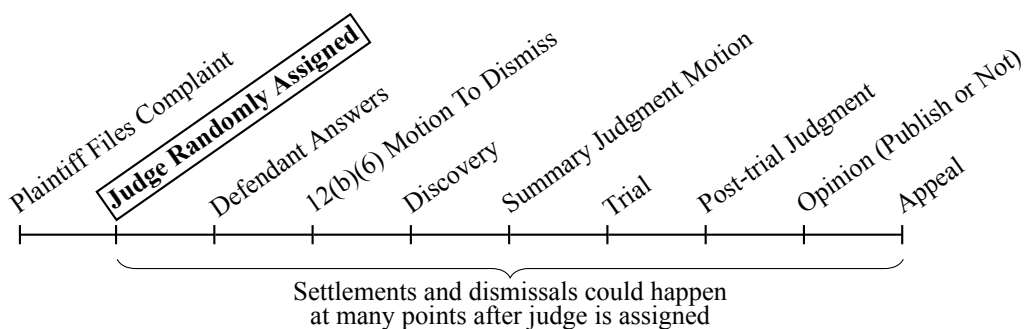 Plaintiff Files Complaint
Judge Randomly Assigned
Defendant Answers
12(b)(6) Motion To Dismiss
Discovery
Summary Judgment Motion
Trial
Post-trial Judgment
Opinion (Publish or Not)
Appeal
Settlements and dismissals could happen
at many points after judge is assigned